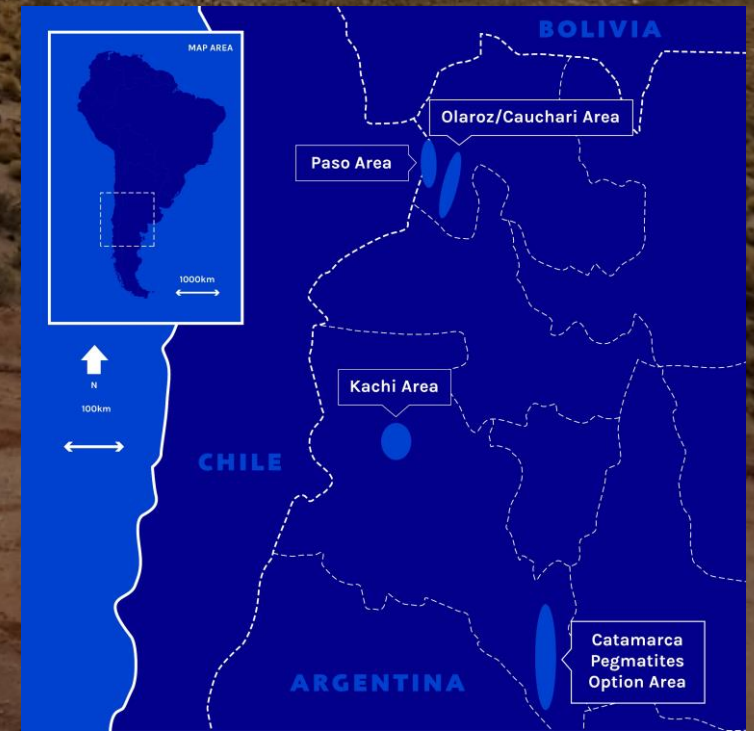 BOLIVIA
MAP AREA
1000km
Olaroz/Cauchari Area
Paso Area
N
100km
Kachi Area
CHILE
Catamarca
Pegmatites
Option Area
ARGENTINA